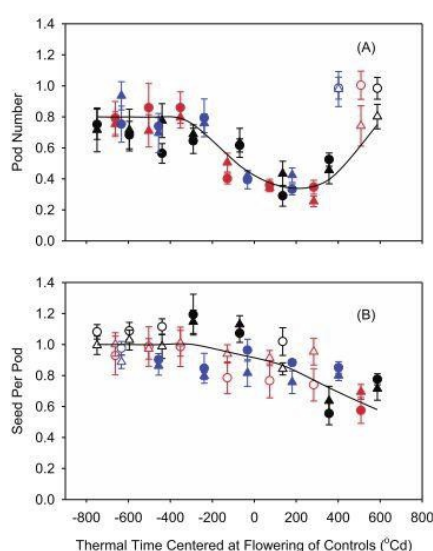 1.4
1.2
1.0
0.8
0.6
0.4
0.2
0.0
Pod Number
(A)
1.4
1.2
1.0
0.8
0.6
0.4
0.2
0.0
Seed Per Pod
(B)
-800 -600 -400 -200 0 200 400 600 800
Thermal Time Centered at Flowering of Controls (ºCd)